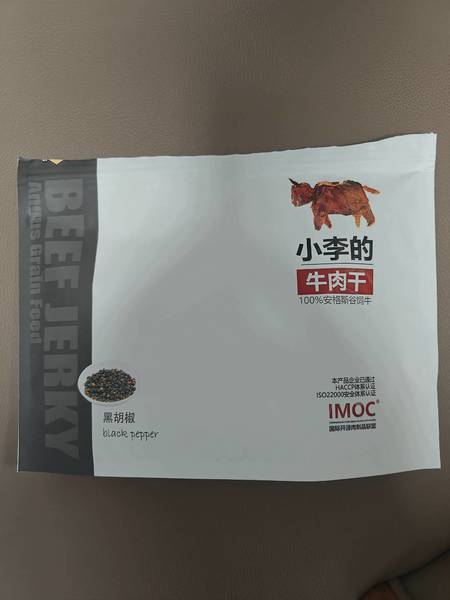 BEEF JERKY
Angus Grain Feed
小李的
牛肉干
100%安格斯谷饲牛
黑胡椒
black pepper
本产品企业已通过
HACCP体系认证
ISO22000安全体系认证
IMOC®
国际开源肉制品联盟